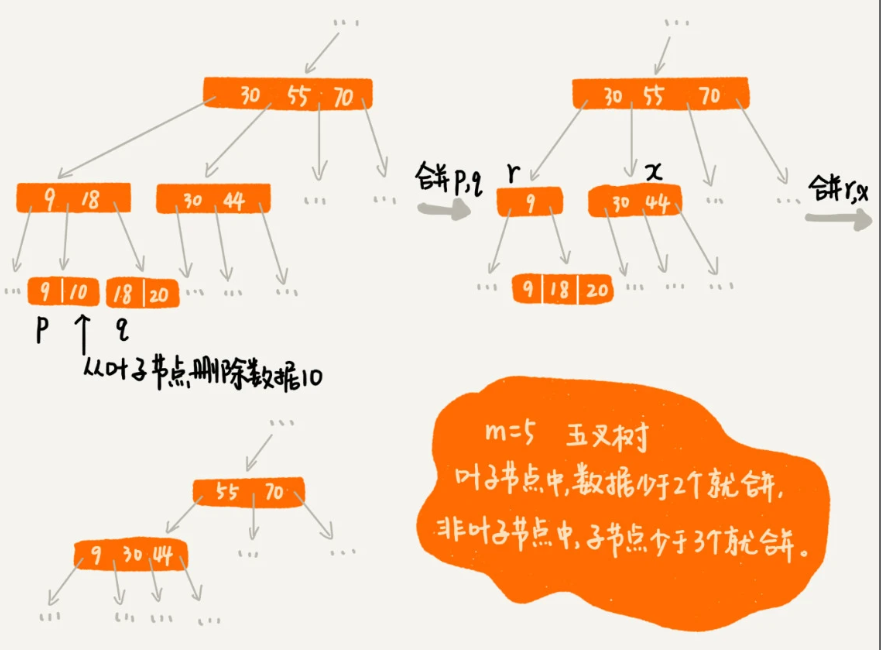 ...
30 55 70
9 18
30 44
... ...
... 9 10 18 20 ... ... ...
p q
从叶子节点删除数据10
合并p,q
...
30 55 70
r x
9
30 44
... ...
... 9 18 20 ... ... ...
合并r,x
...
55 70
9 30 44
... ...
... ... ... ...
m=5 五叉树
叶子节点中,数据少于2个就合并,
非叶子节点中,子节点少于3个就合并。